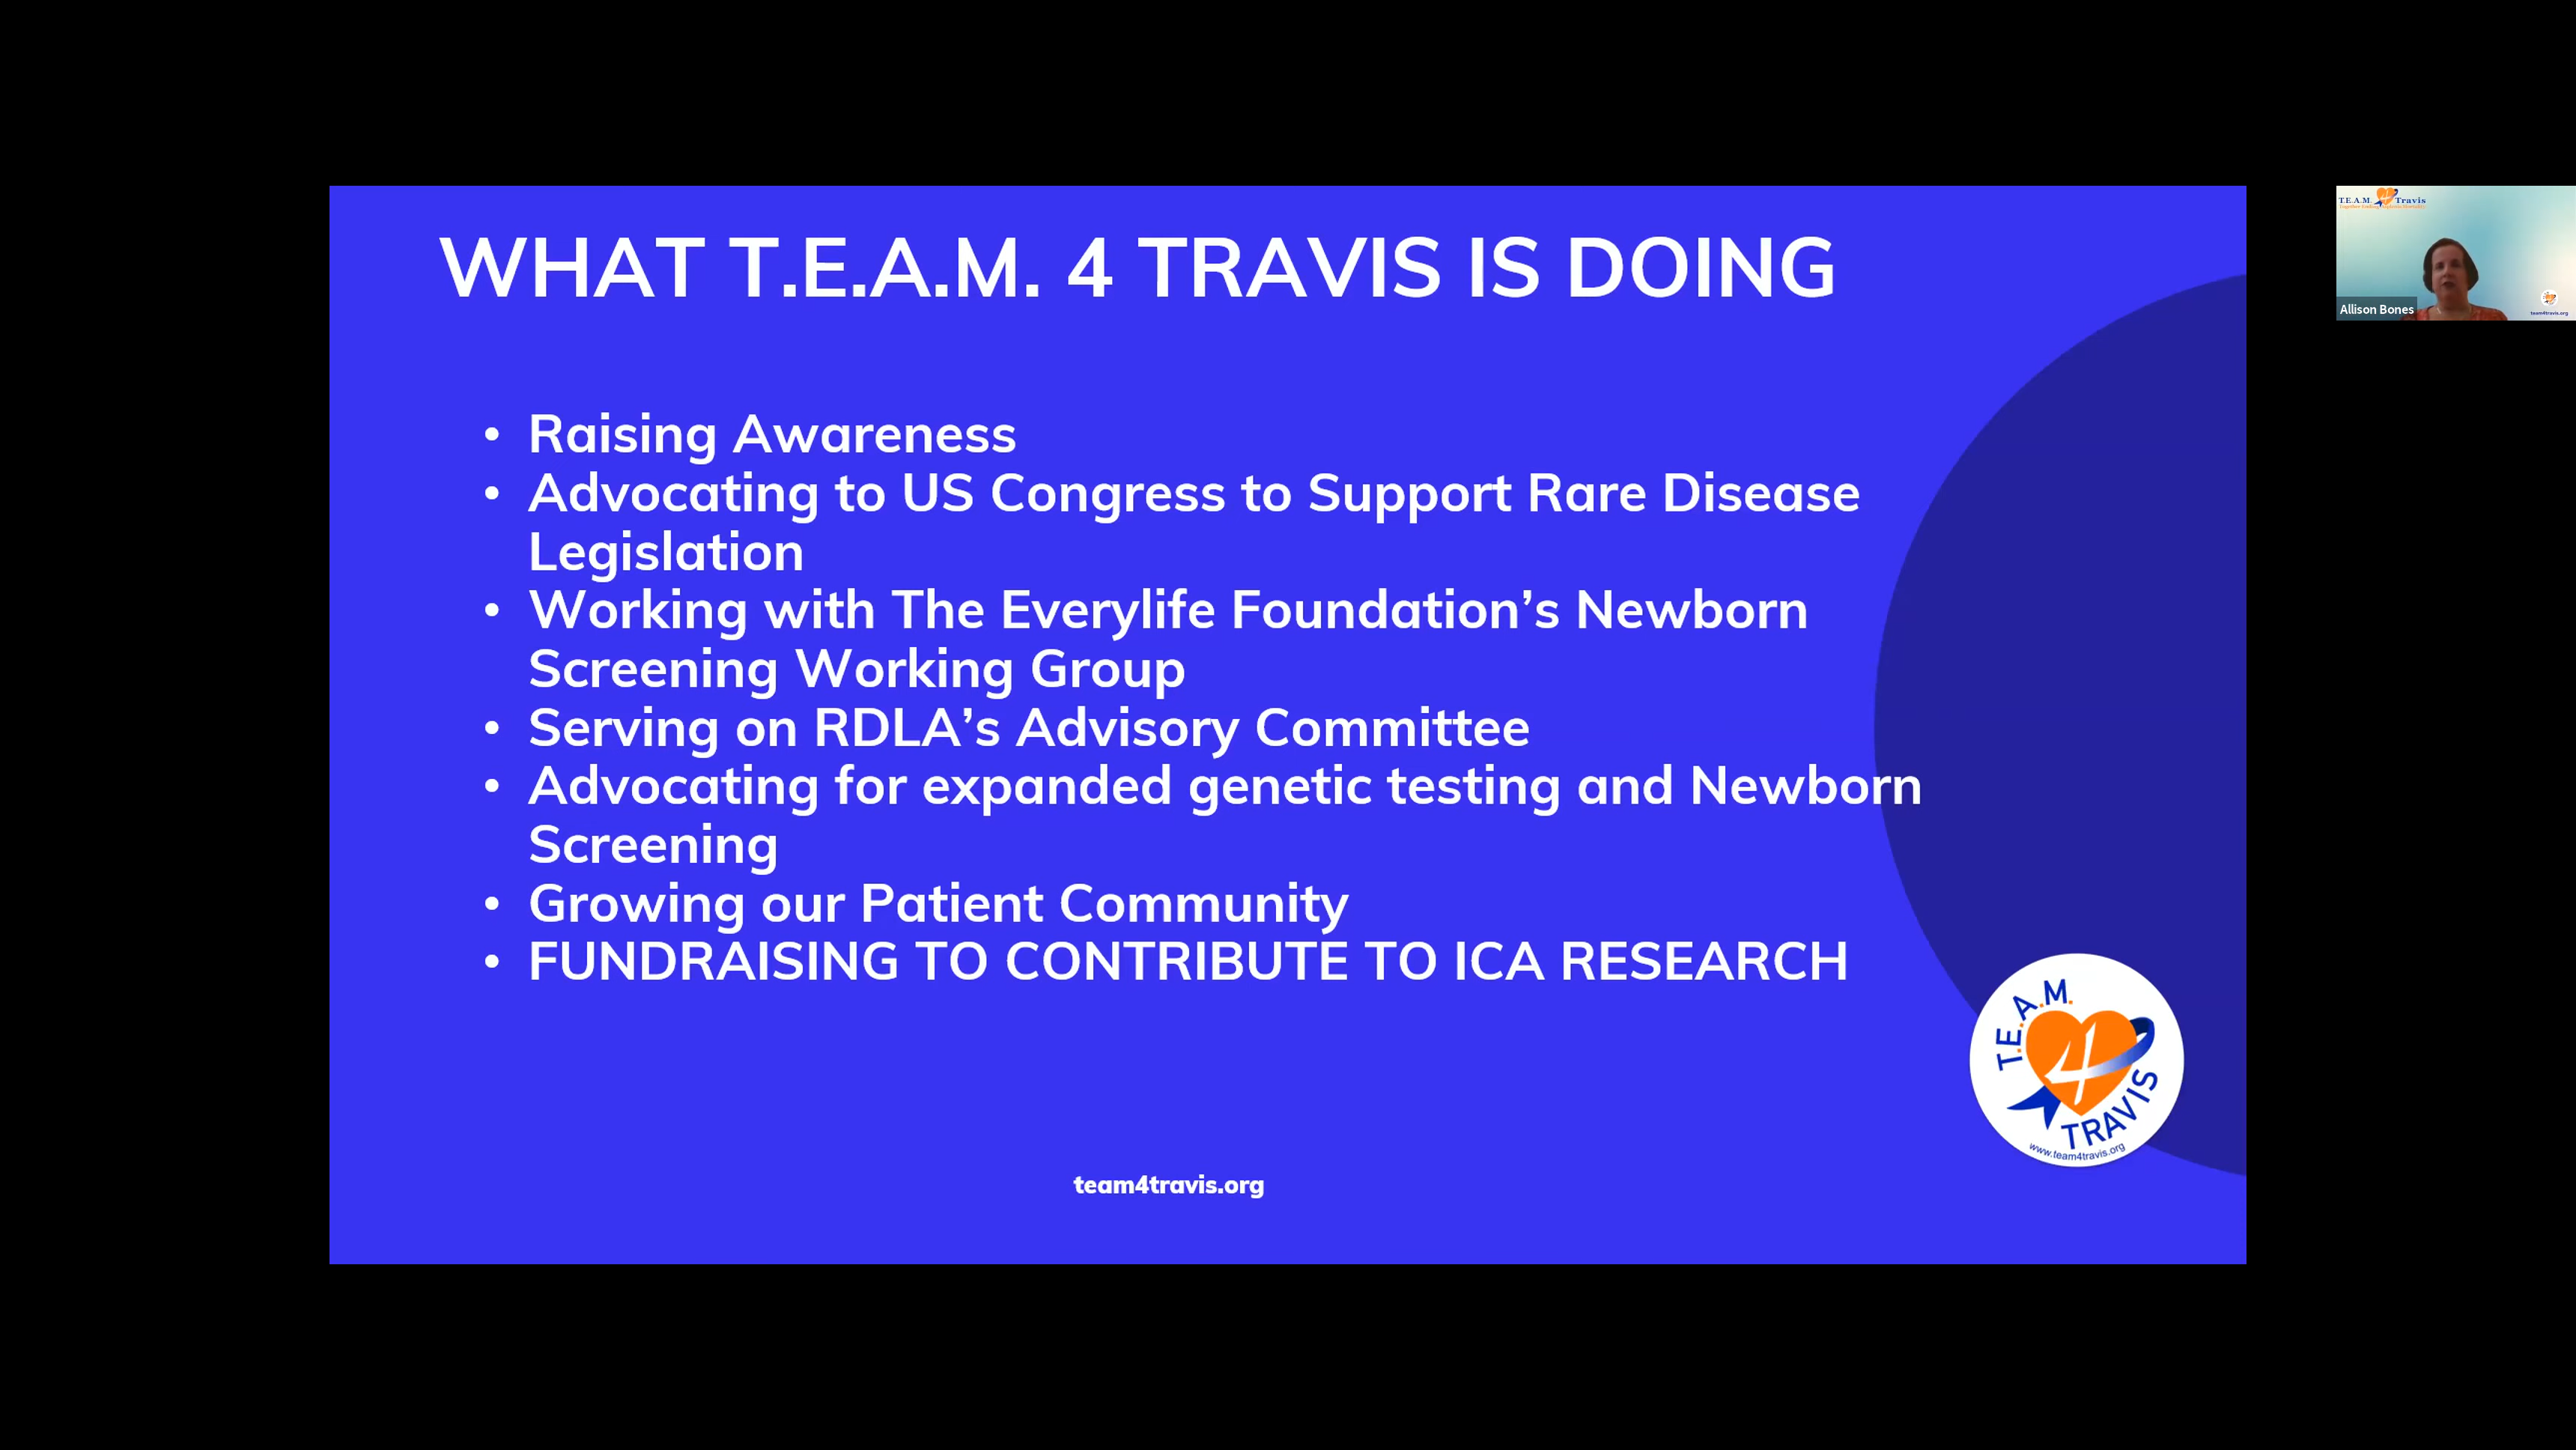 WHAT T.E.A.M. 4 TRAVIS IS DOING
• Raising Awareness
• Advocating to US Congress to Support Rare Disease
Legislation
• Working with The Everylife Foundation’s Newborn
Screening Working Group
• Serving on RDLA’s Advisory Committee
• Advocating for expanded genetic testing and Newborn
Screening
• Growing our Patient Community
• FUNDRAISING TO CONTRIBUTE TO ICA RESEARCH
T.E.A.M.
4
TRAVIS
www.team4travis.org
team4travis.org
T.E.A.M. Travis
Allison Bones
team4travis.org